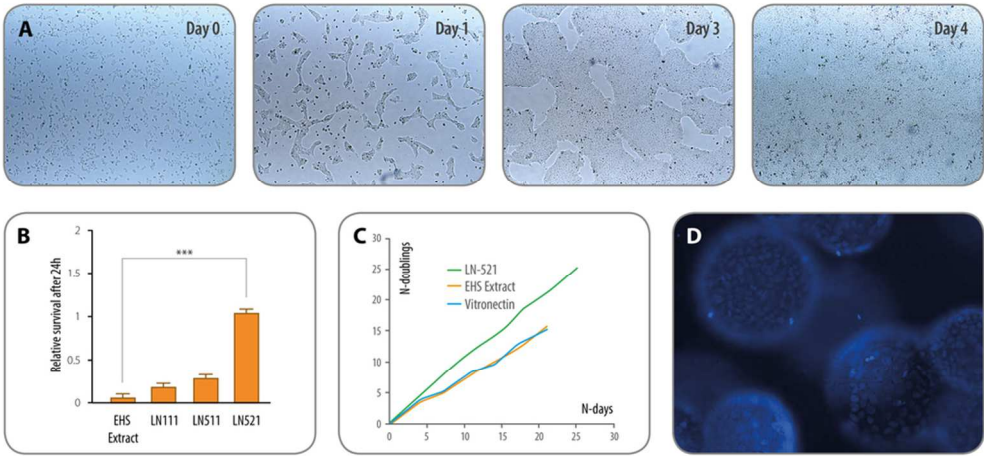 A
Day 0
Day 1
Day 3
Day 4
B
Relative survival after 24h
2
1.5
1
0.5
0
***
EHS
Extract
LN111
LN511
LN521
C
N-doublings
30
25
20
15
10
5
0
LN-521
EHS Extract
Vitronectin
N-days
0
5
10
15
20
25
30
D